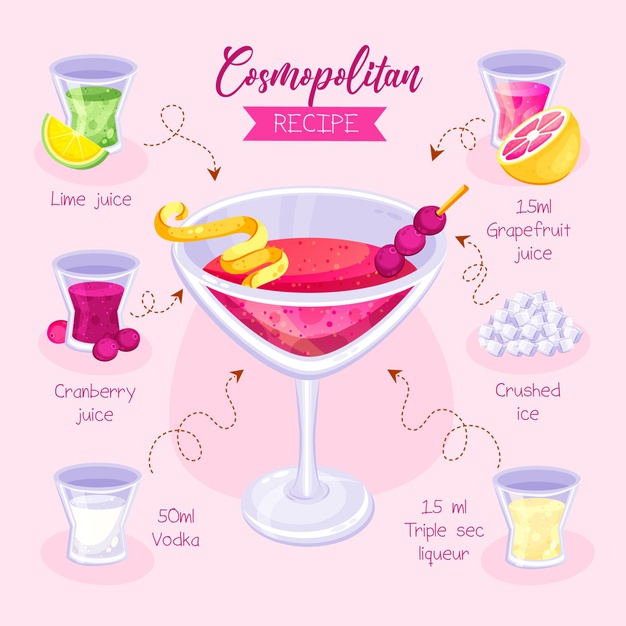 Cosmopolitan
RECIPE
Lime juice
15ml
Grapefruit
juice
Cranberry
juice
Crushed
ice
50ml
Vodka
15 ml
Triple sec
liqueur